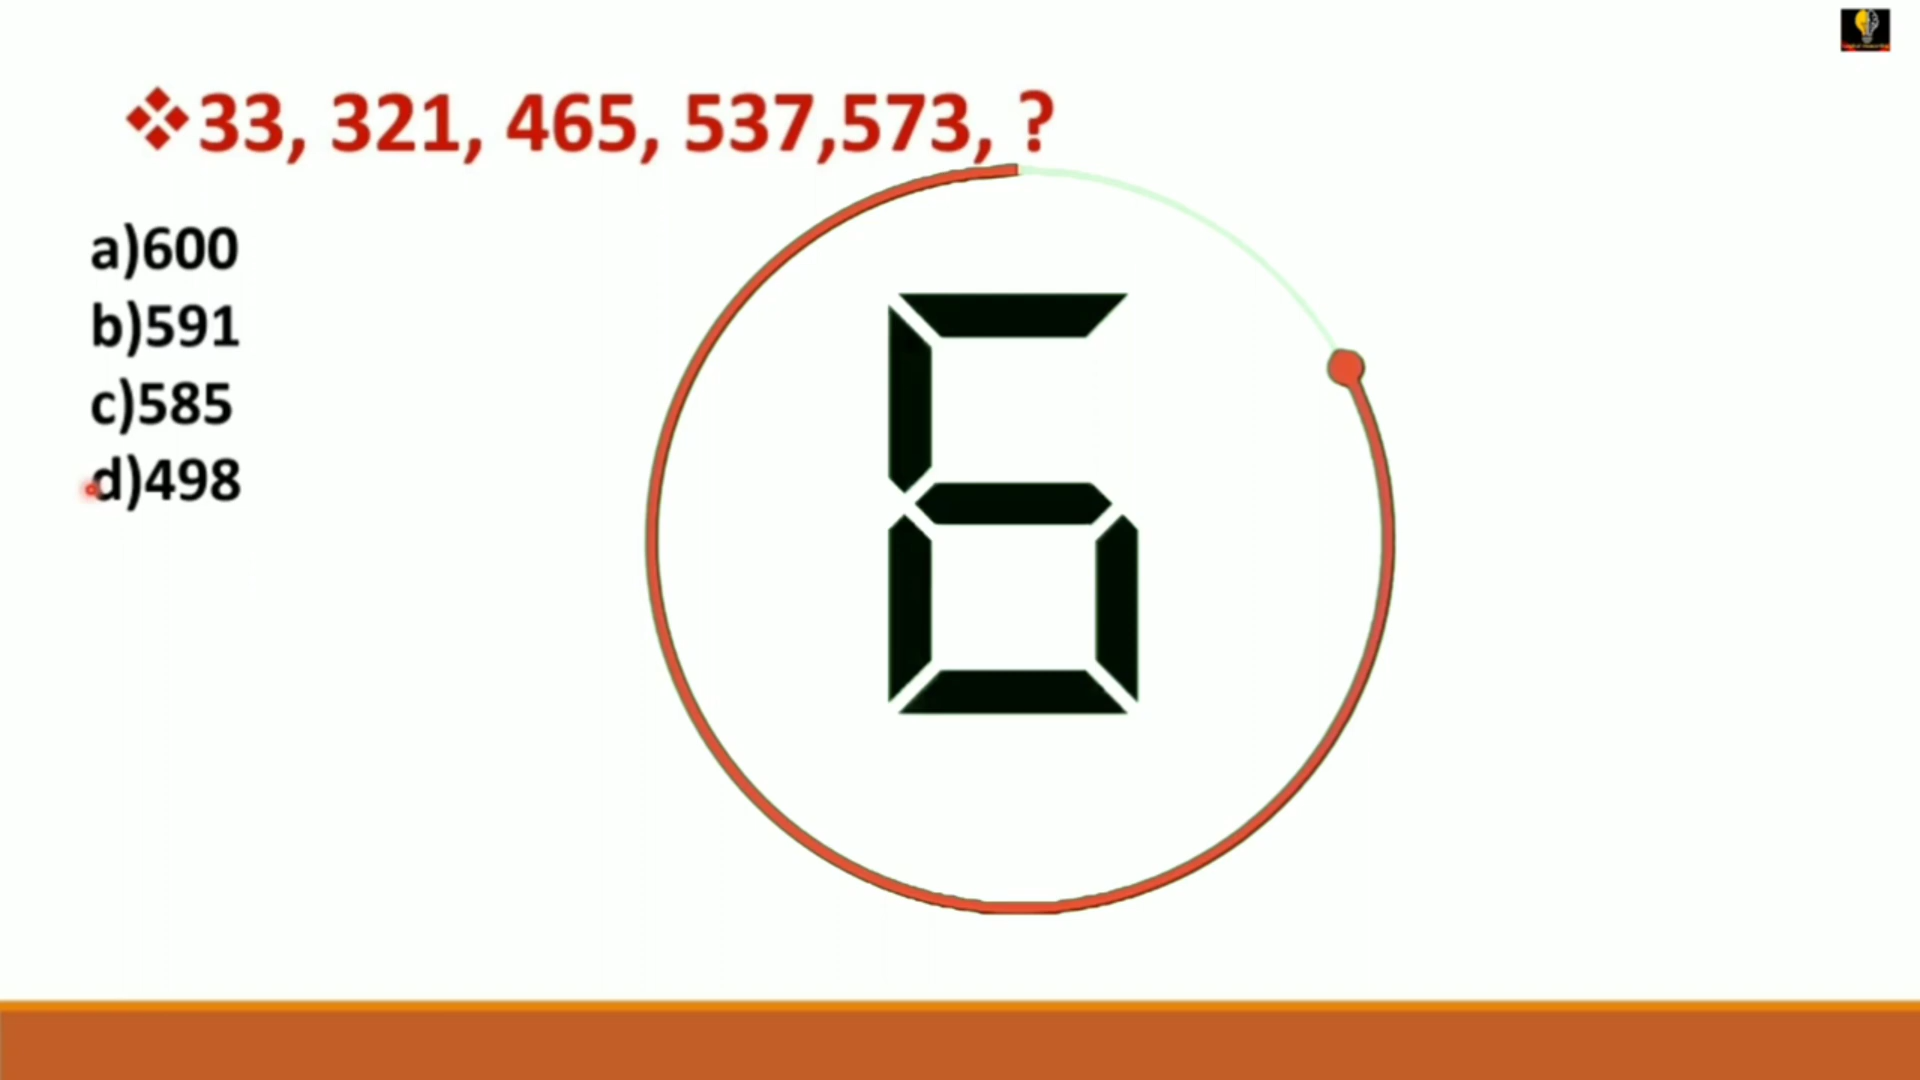 ❖33, 321, 465, 537,573, ?
a)600
b)591
c)585
d)498
6